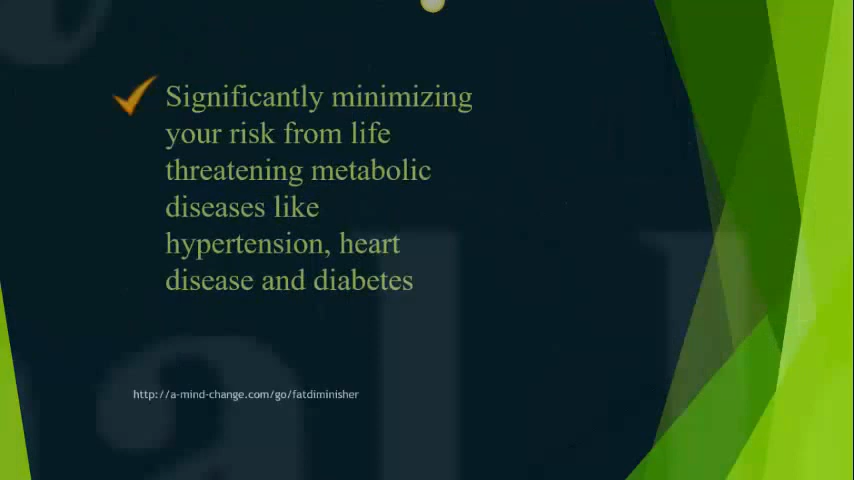 Significantly minimizing
your risk from life
threatening metabolic
diseases like
hypertension, heart
disease and diabetes
http://a-mind-change.com/go/fatdiminisher